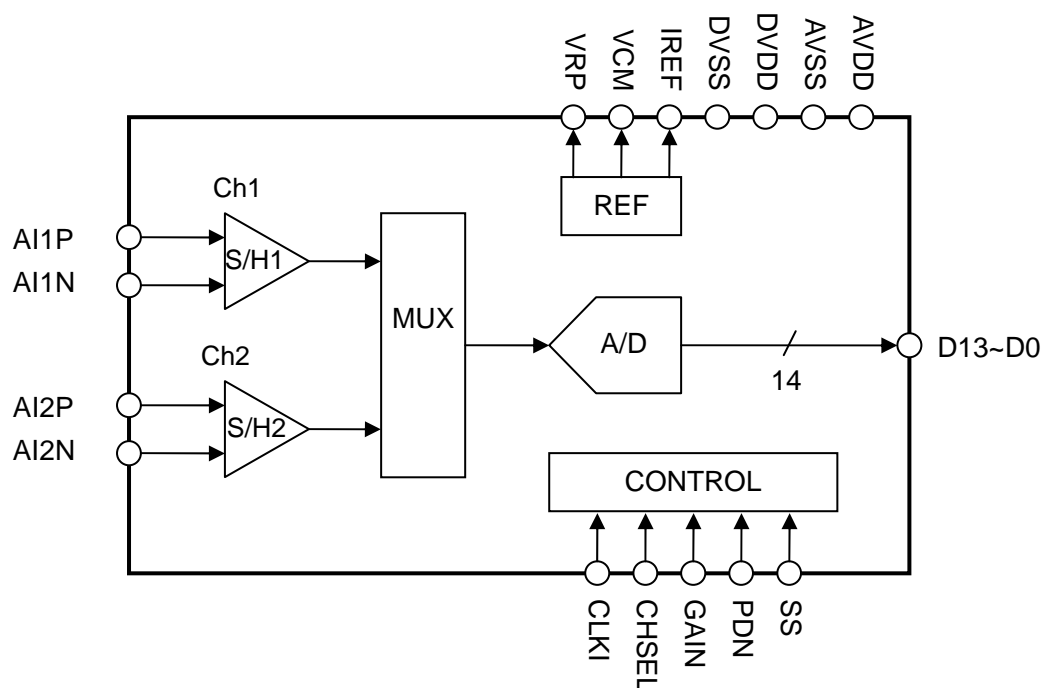 VRP
VCM
IREF
DVSS
DVDD
AVSS
AVDD
Ch1
REF
AI1P
S/H1
AI1N
MUX
A/D
D13~D0
14
Ch2
AI2P
S/H2
AI2N
CONTROL
CLKI
CHSEL
GAIN
PDN
SS